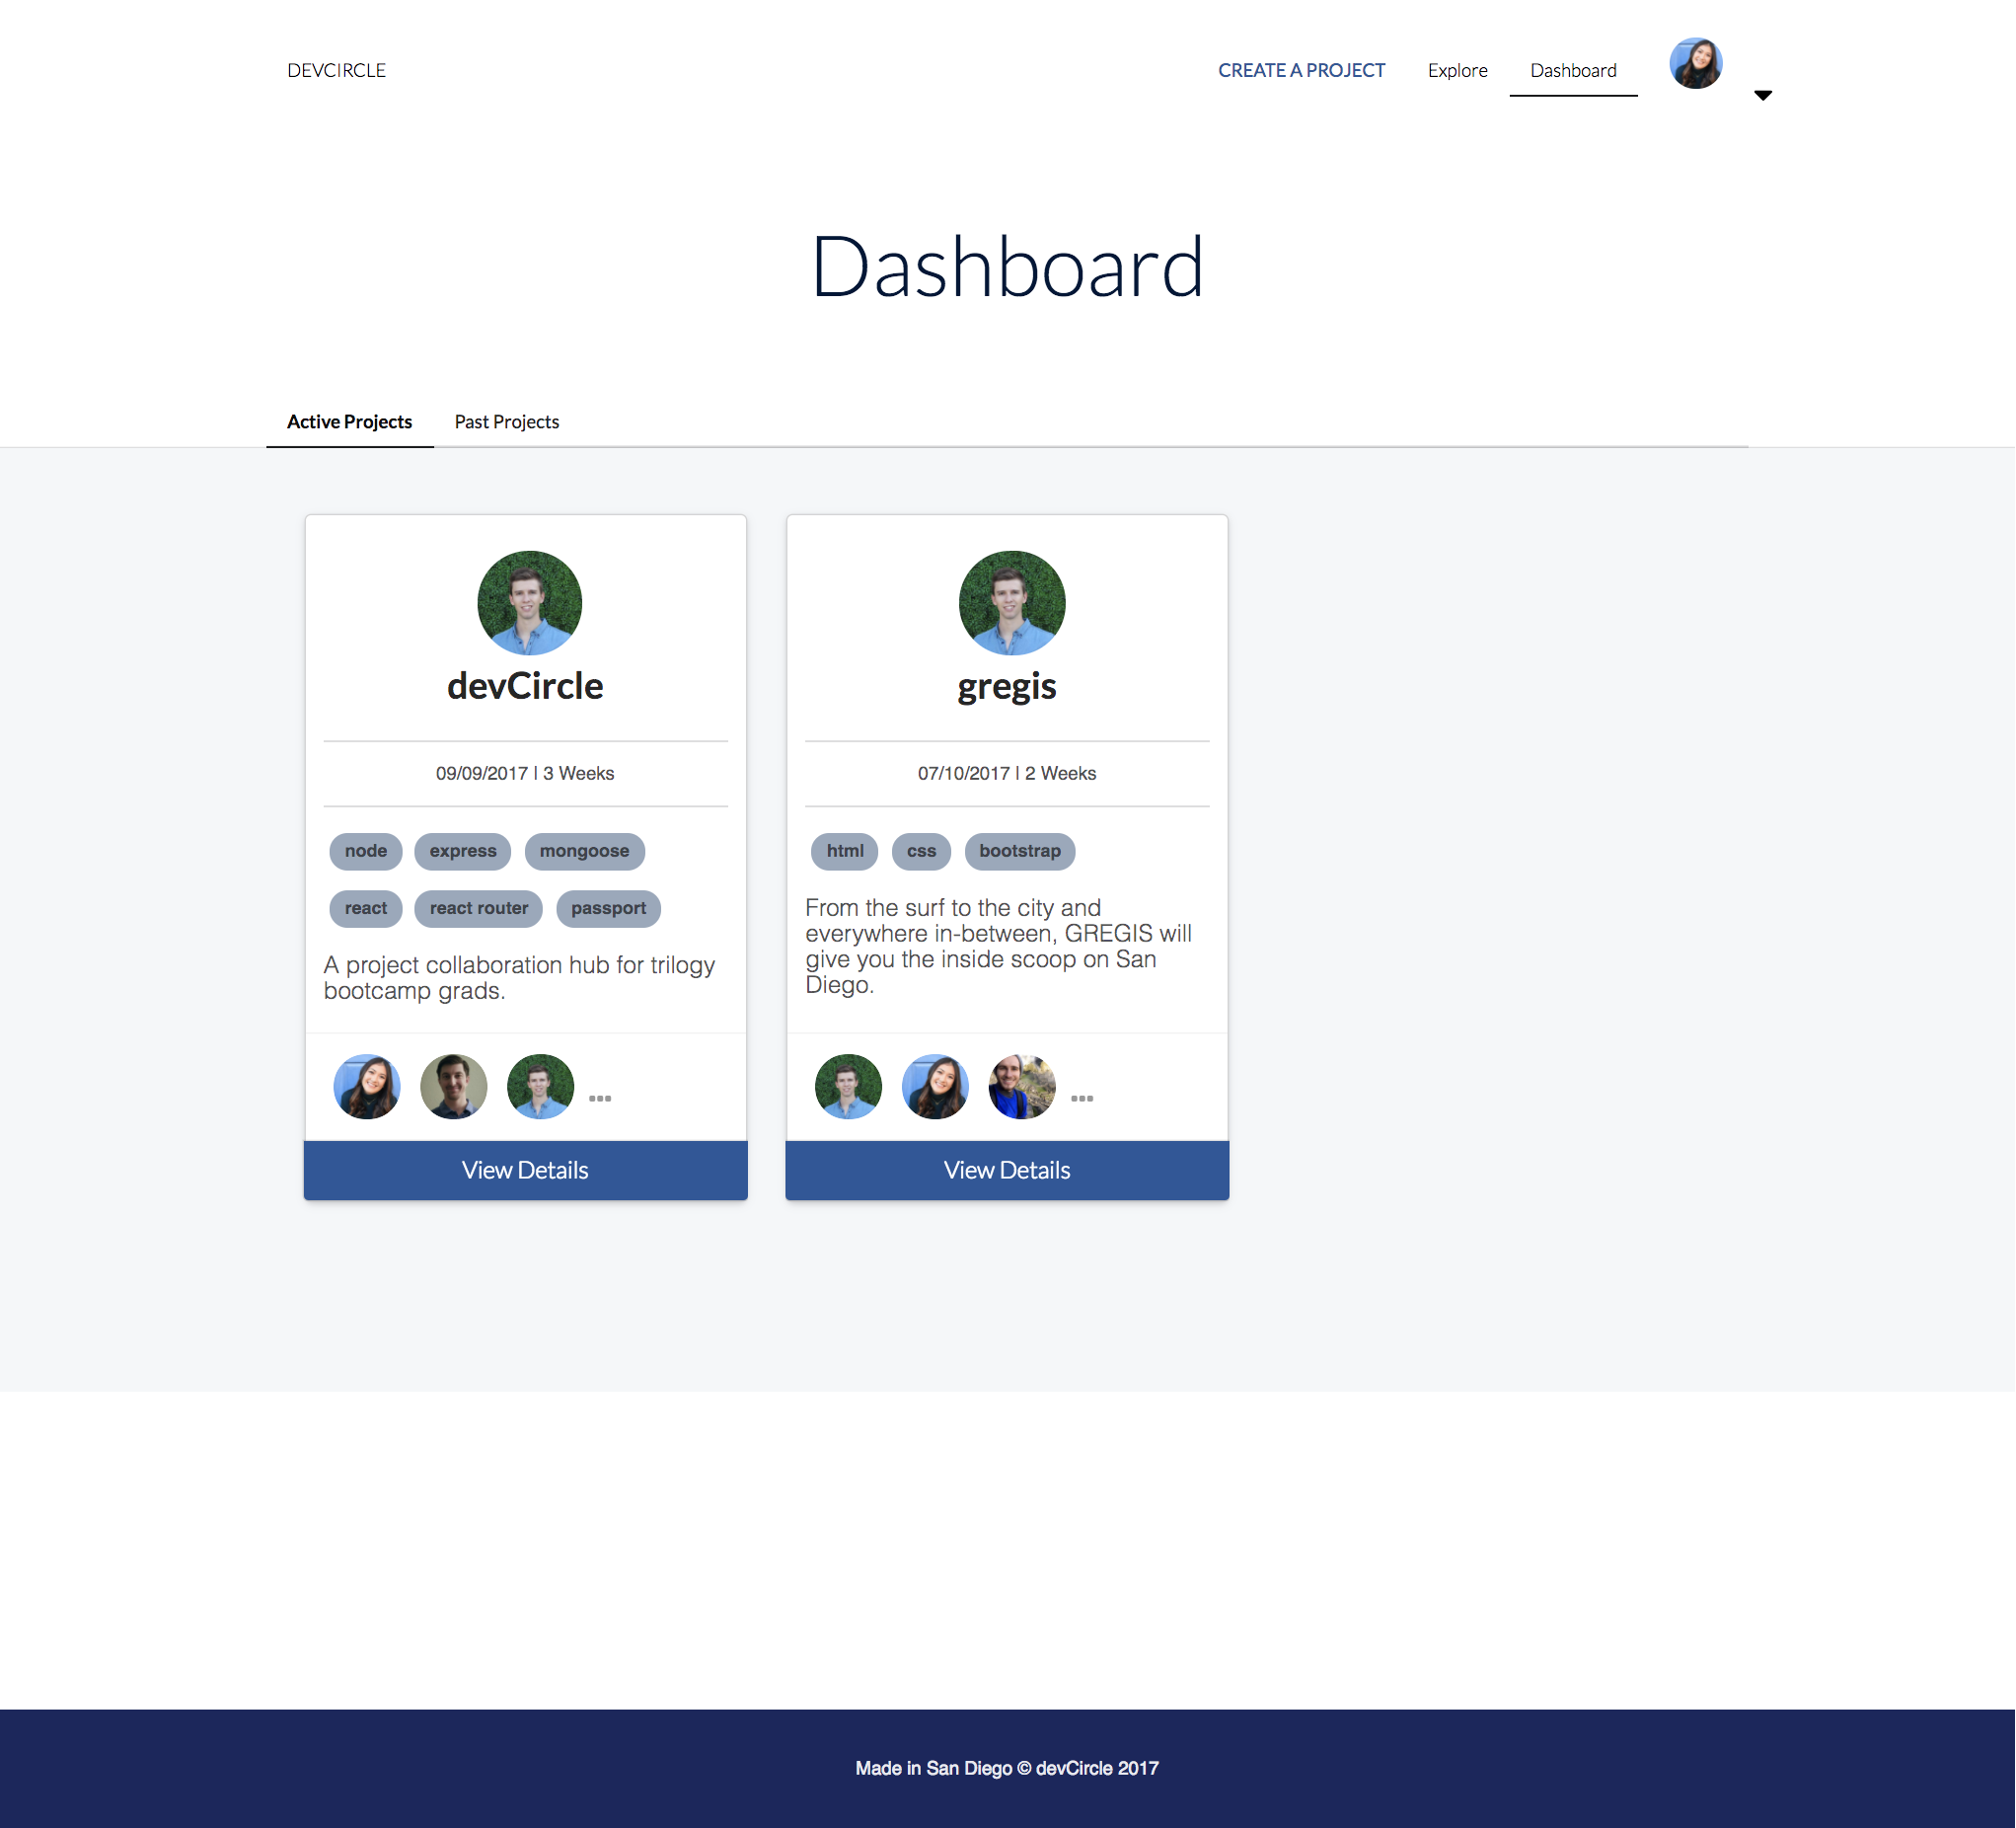 DEVCIRCLE
CREATE A PROJECT
Explore
Dashboard
Dashboard
Active Projects
Past Projects
devCircle
09/09/2017 | 3 Weeks
node
express
mongoose
react
react router
passport
A project collaboration hub for trilogy
bootcamp grads.
View Details
gregis
07/10/2017 | 2 Weeks
html
css
bootstrap
From the surf to the city and
everywhere in-between, GREGIS will
give you the inside scoop on San
Diego.
View Details
Made in San Diego © devCircle 2017